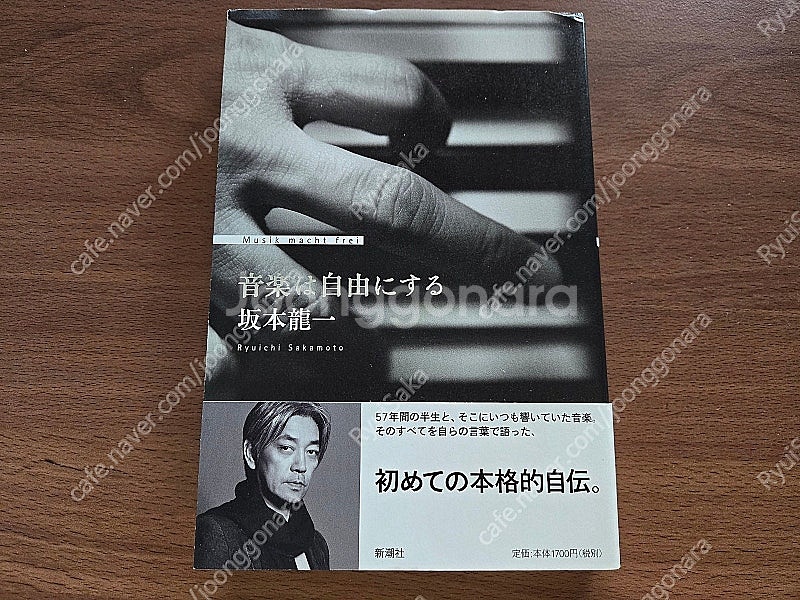 Musik macht frei
音楽は自由にする
坂本龍一
Ryuichi Sakamoto
57年間の半生と、そこにいつも響いていた音楽。
そのすべてを自らの言葉で語った、
初めての本格的自伝。
新潮社
定価:本体1700円(税別)
Joonggonara
cafe.naver.com/joonggonara
RyuiSaka